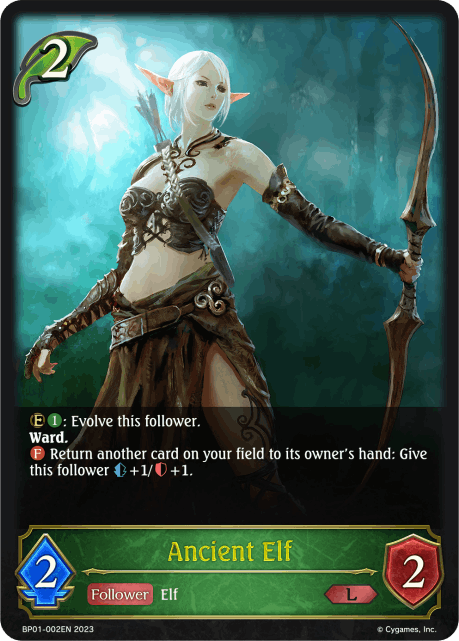 2
E 1: Evolve this follower.
Ward.
F Return another card on your field to its owner's hand: Give
this follower +1/+1.
Ancient Elf
2 Follower Elf L 2
BP01-002EN 2023 © Cygames, Inc.